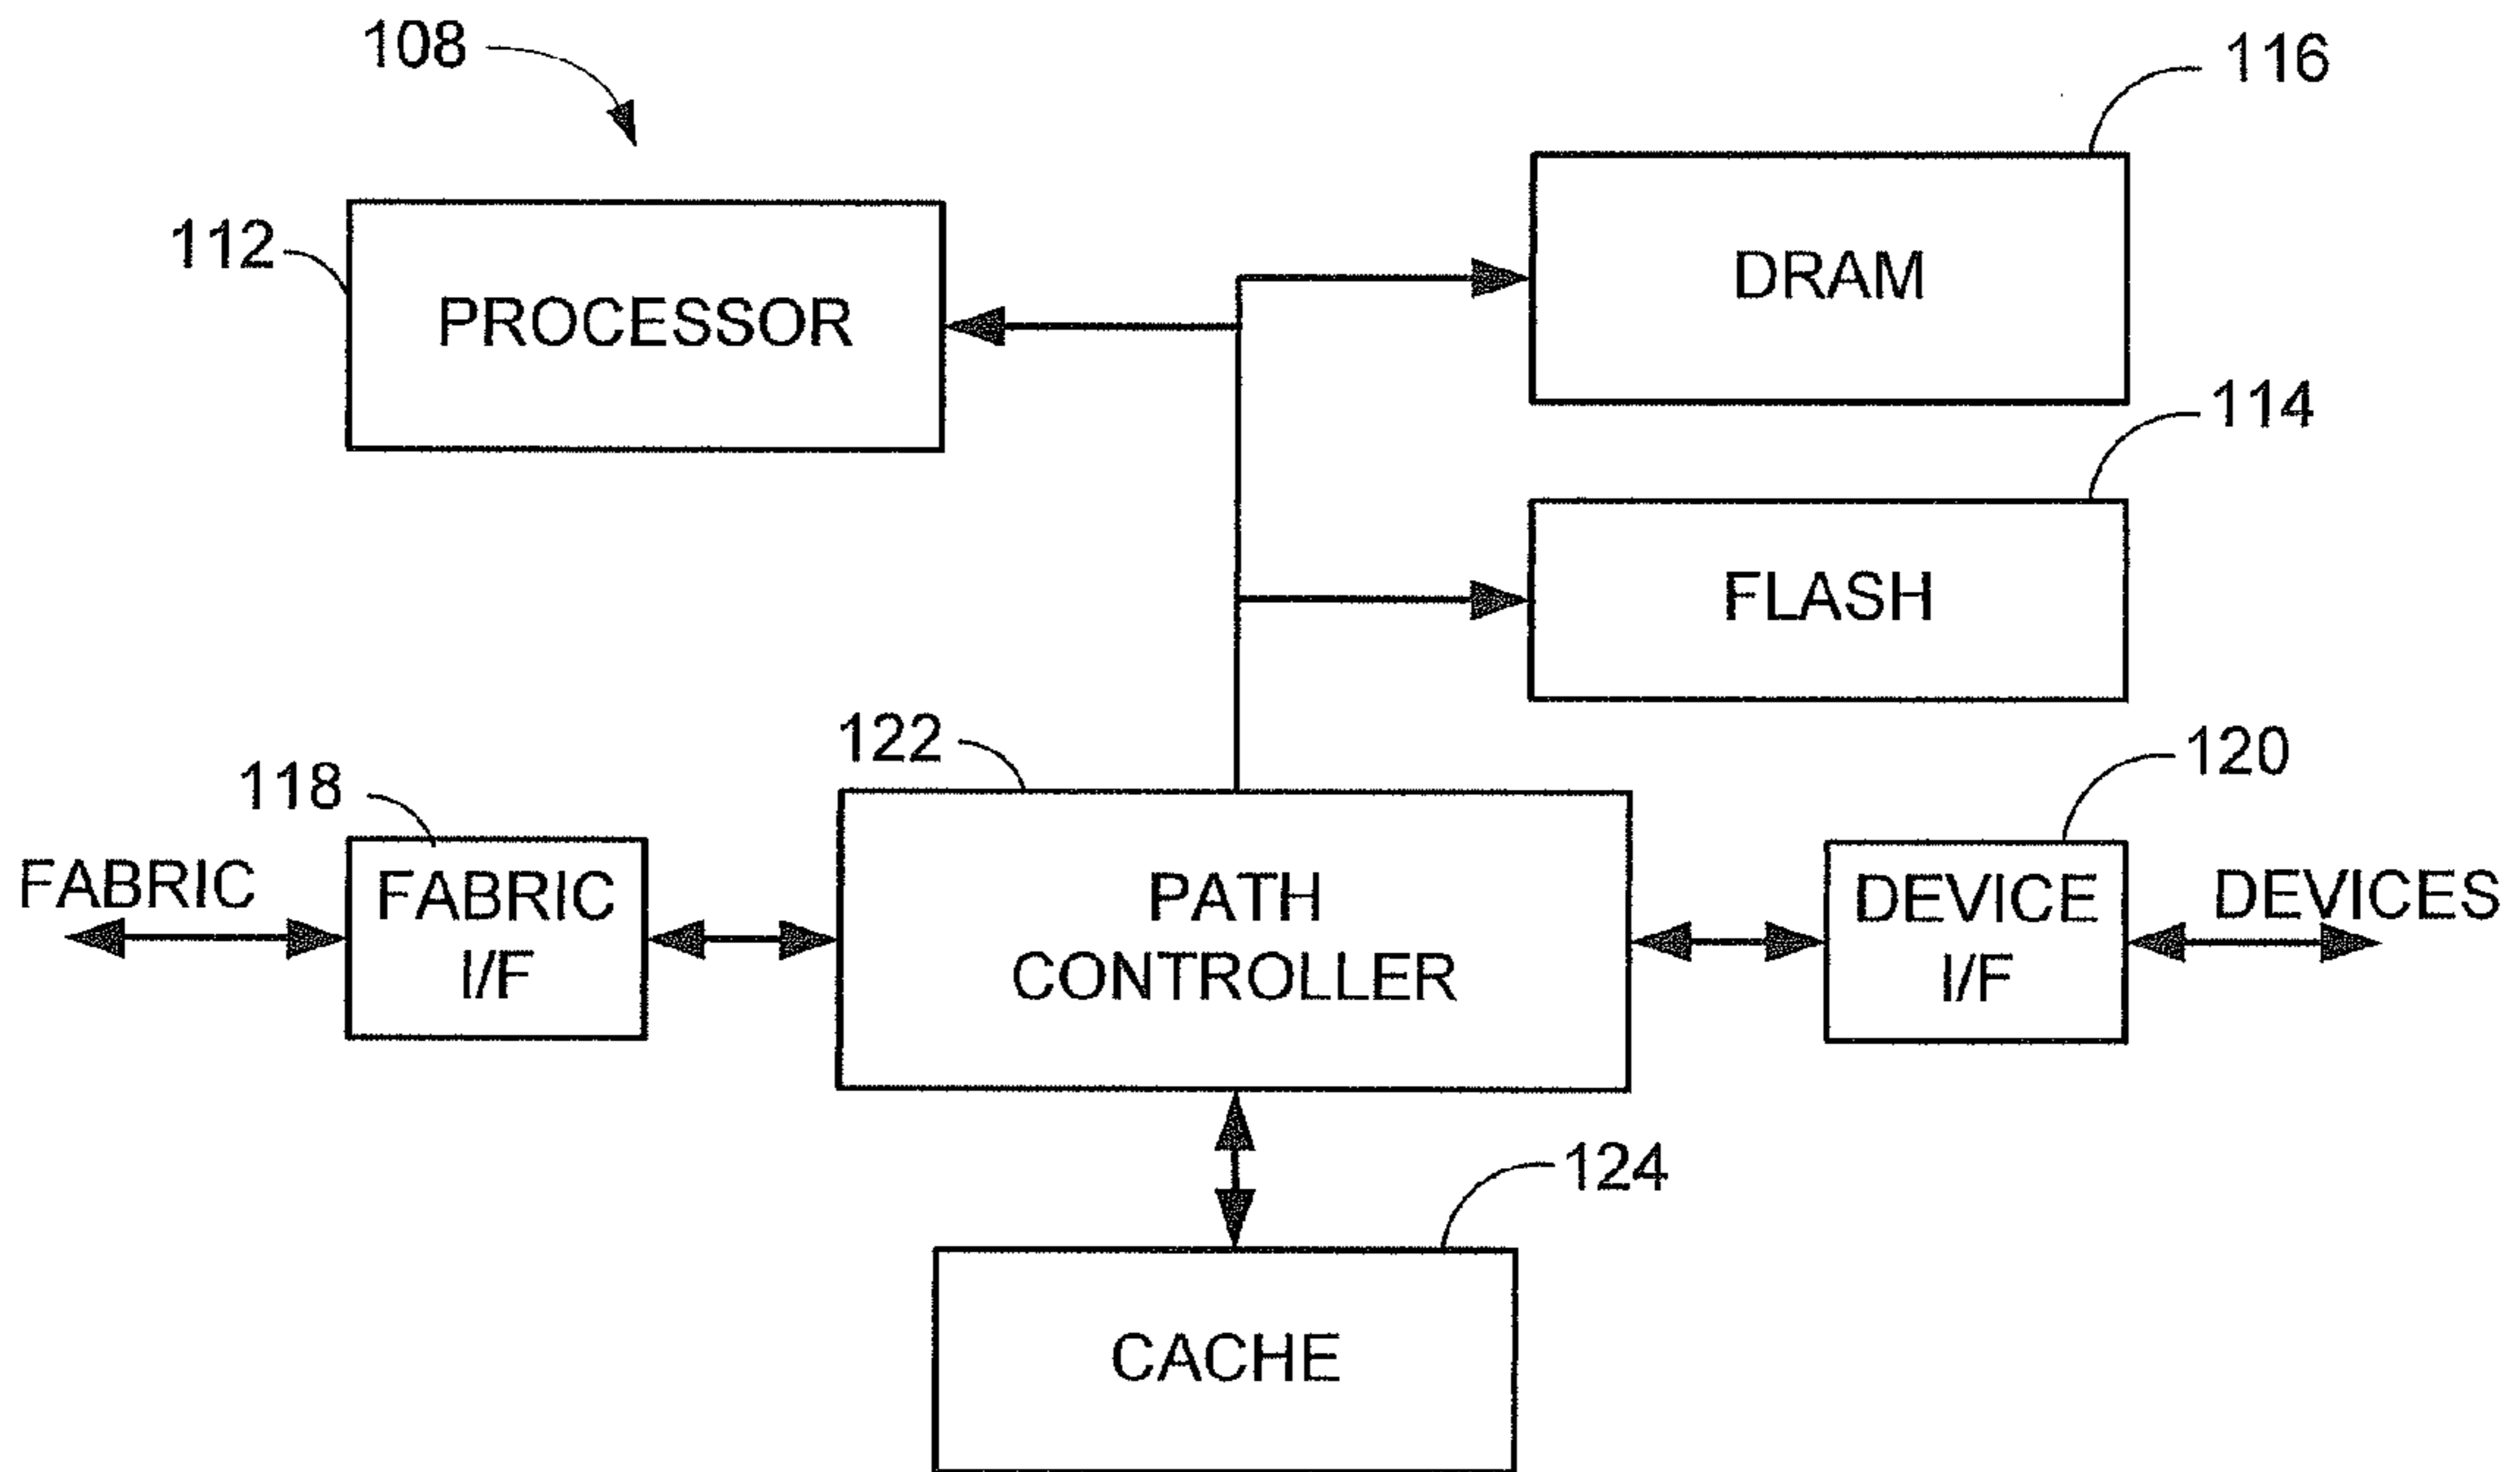 108
116
112
PROCESSOR
DRAM
114
FLASH
122
118
120
FABRIC
FABRIC
I/F
PATH
CONTROLLER
DEVICE
I/F
DEVICES
124
CACHE